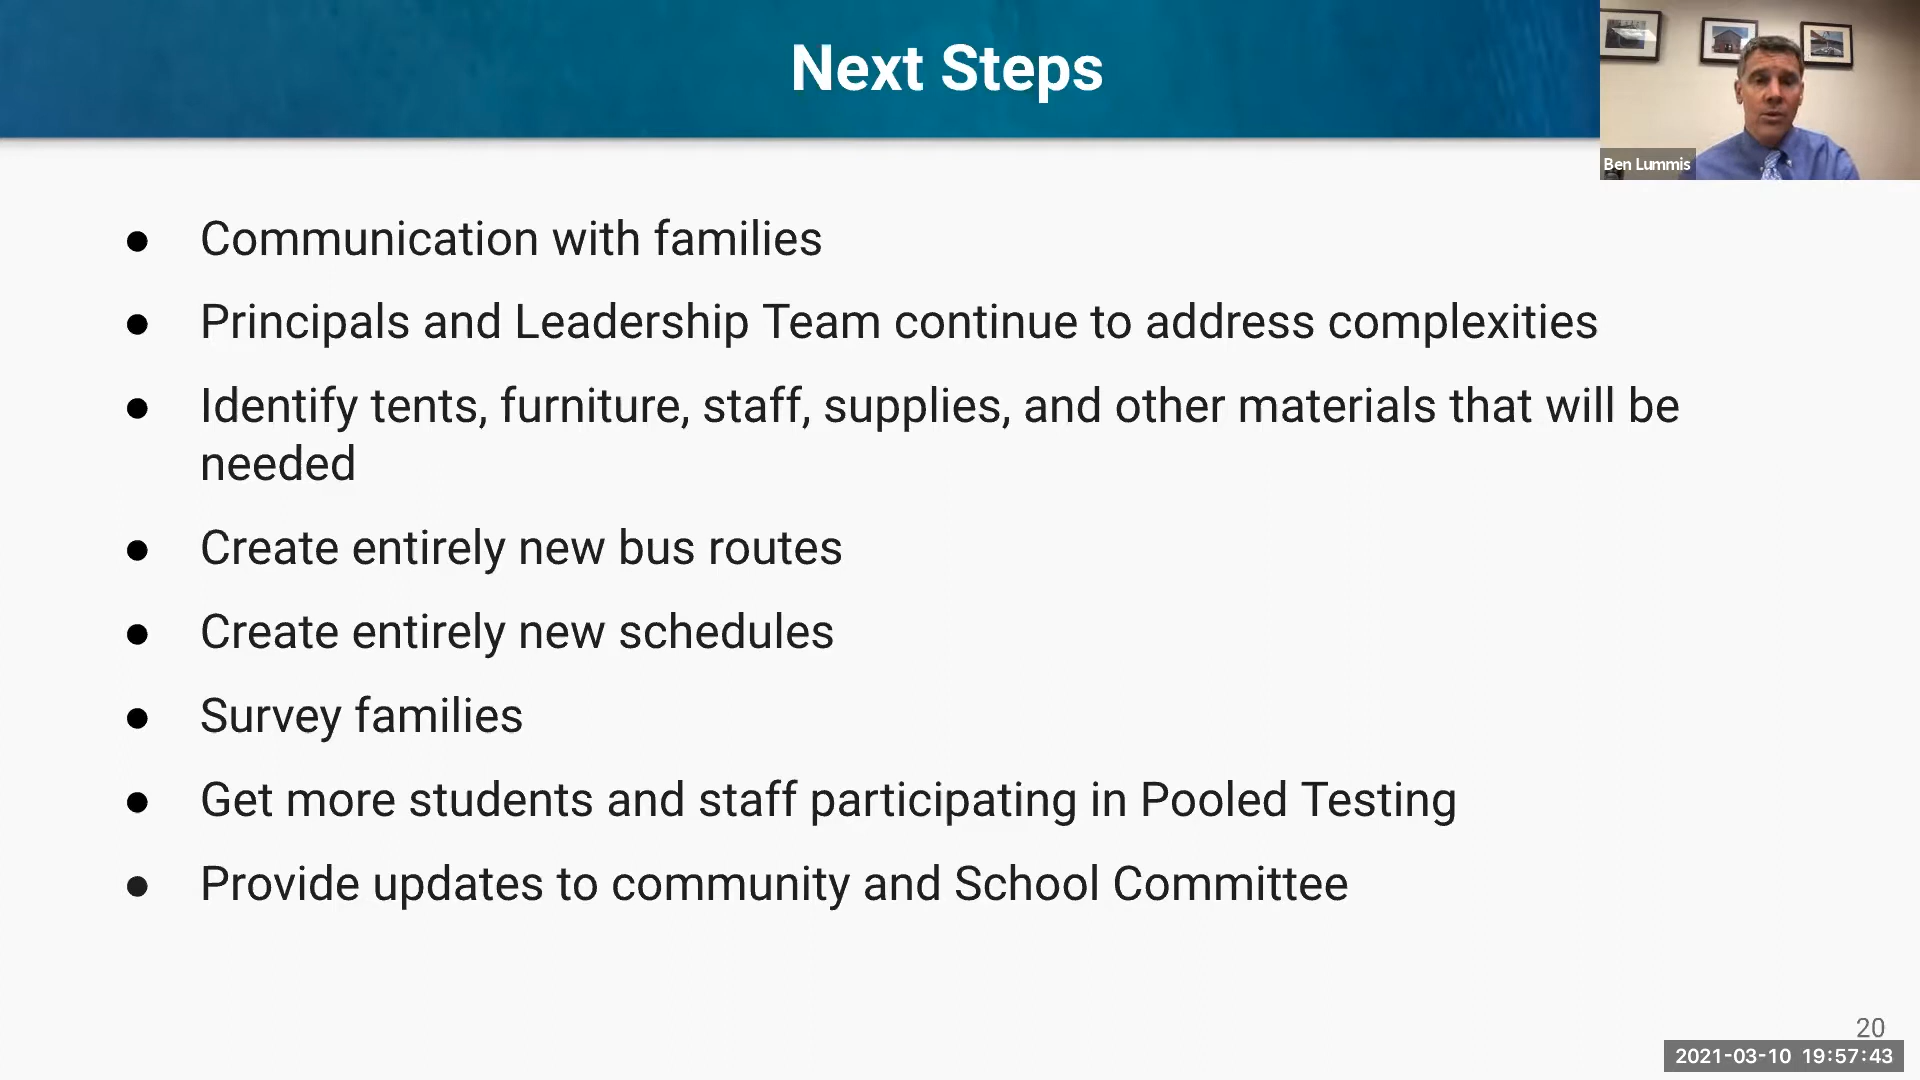 Next Steps
Ben Lummis
● Communication with families
● Principals and Leadership Team continue to address complexities
● Identify tents, furniture, staff, supplies, and other materials that will be
needed
● Create entirely new bus routes
● Create entirely new schedules
● Survey families
● Get more students and staff participating in Pooled Testing
● Provide updates to community and School Committee
20
2021-03-10 19:57:43